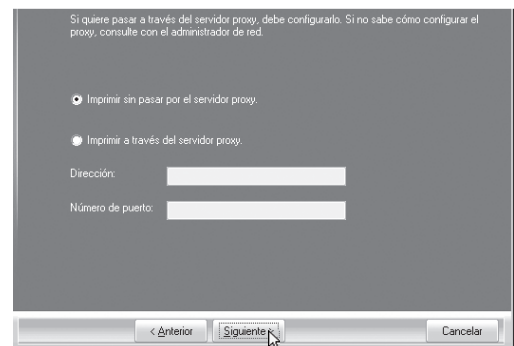 Si quiere pasar a través del servidor proxy, debe configurarlo. Si no sabe cómo configurar el
proxy, consulte con el administrador de red.
Imprimir sin pasar por el servidor proxy.
Imprimir a través del servidor proxy.
Dirección:
Número de puerto:
< Anterior
Siguiente >
Cancelar